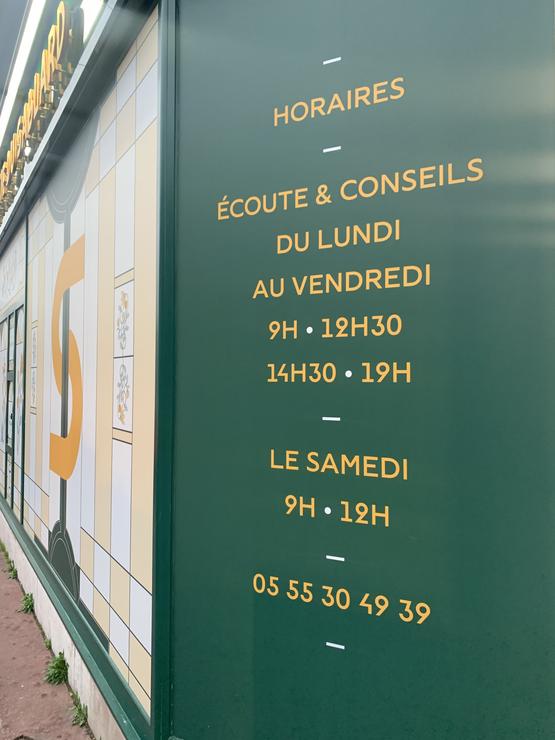 HORAIRES
ÉCOUTE & CONSEILS
DU LUNDI
AU VENDREDI
9H • 12H30
14H30 • 19H
LE SAMEDI
9H • 12H
05 55 30 49 39
S